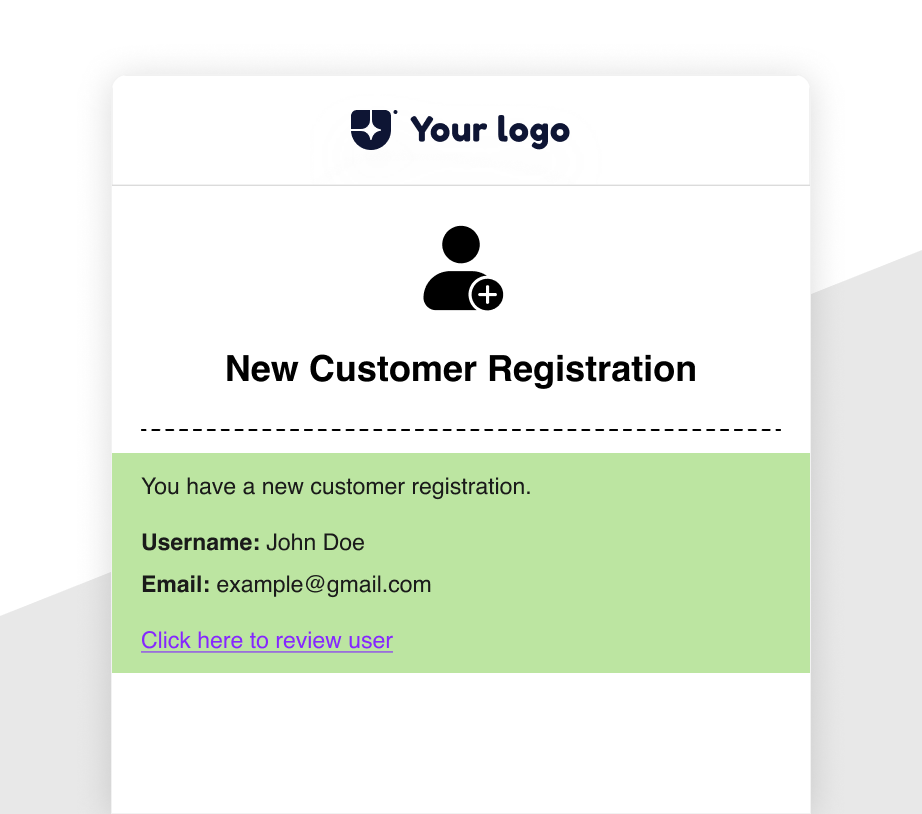 Your logo
New Customer Registration
You have a new customer registration.
Username: John Doe
Email: example@gmail.com
Click here to review user